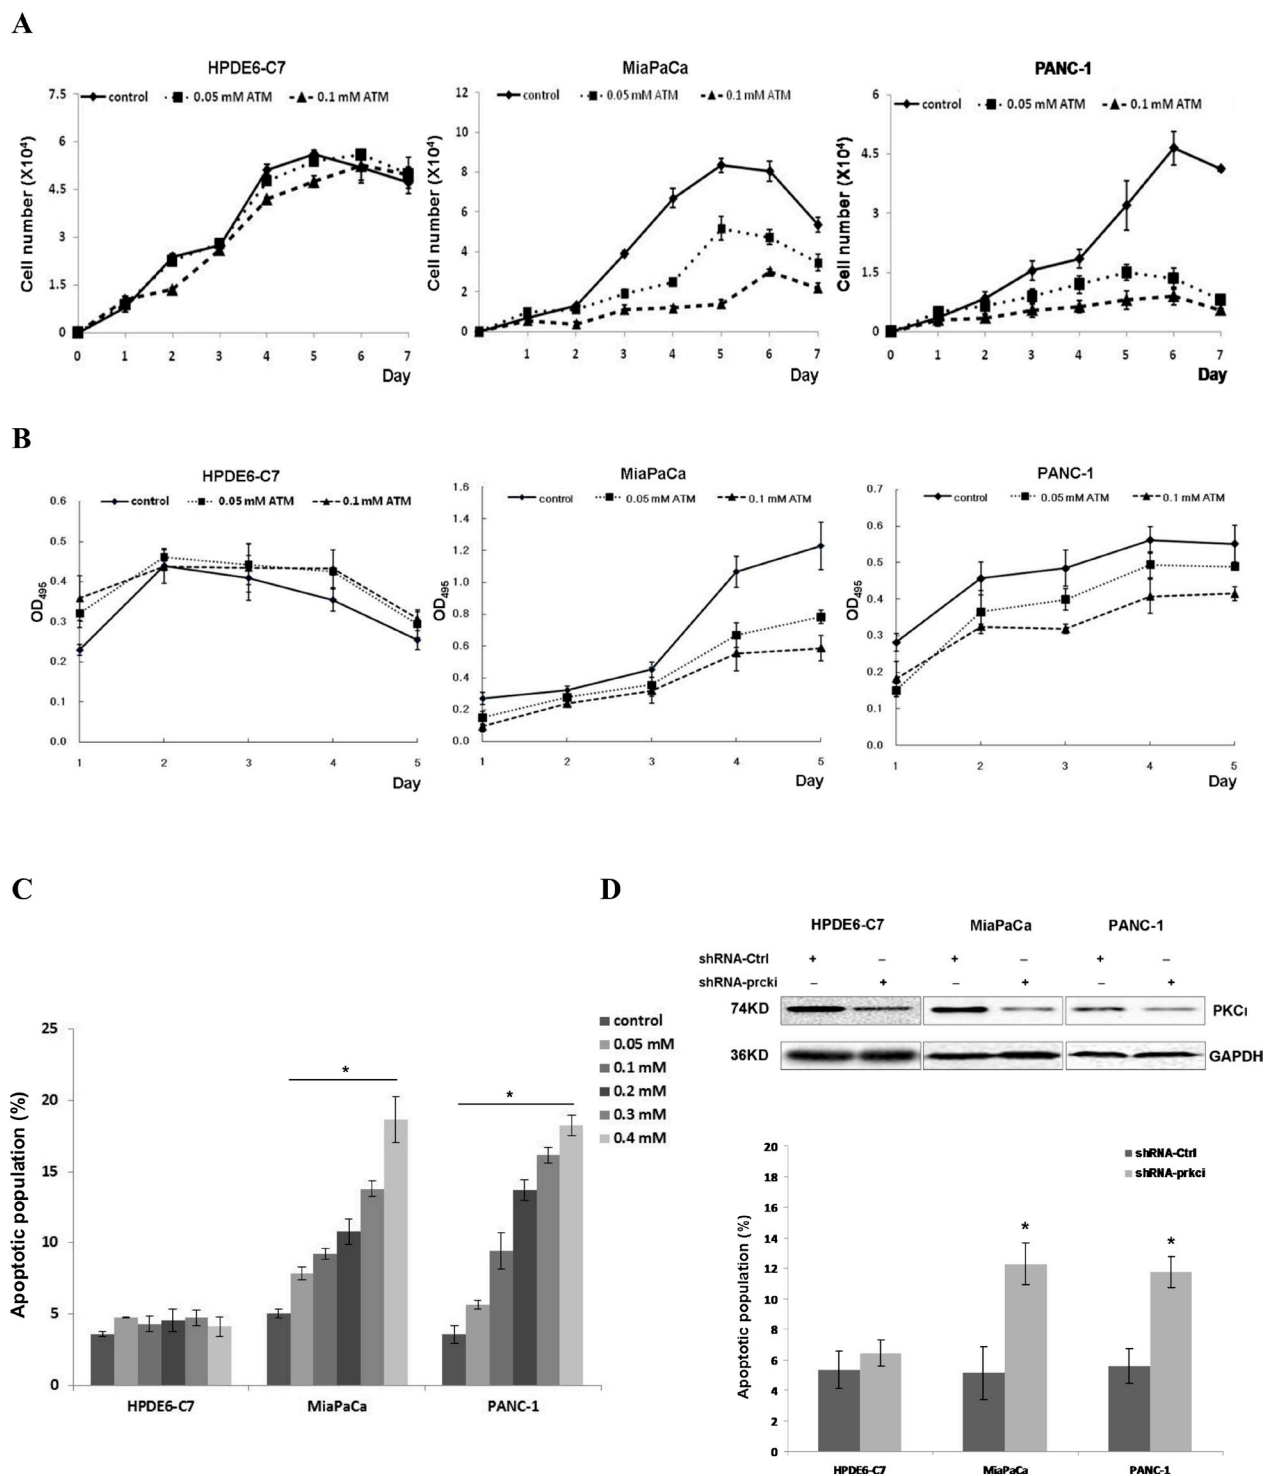 A
HPDE6-C7
control 0.05 mM ATM 0.1 mM ATM
Cell number (X10⁴)
7.5
6
4.5
3
1.5
0
0 1 2 3 4 5 6 7
Day
MiaPaCa
control 0.05 mM ATM 0.1 mM ATM
Cell number (X10⁴)
12
10
8
6
4
2
0
1 2 3 4 5 6 7
Day
PANC-1
control 0.05 mM ATM 0.1 mM ATM
Cell number (X10⁴)
6
4.5
3
1.5
0
0 1 2 3 4 5 6 7
Day
B
HPDE6-C7
control 0.05 mM ATM 0.1 mM ATM
OD₄₉₅
0.6
0.5
0.4
0.3
0.2
0.1
0.0
1 2 3 4 5
Day
MiaPaCa
control 0.05 mM ATM 0.1 mM ATM
OD₄₉₅
1.6
1.4
1.2
1.0
0.8
0.6
0.4
0.2
0.0
1 2 3 4 5
Day
PANC-1
control 0.05 mM ATM 0.1 mM ATM
OD₄₉₅
0.7
0.6
0.5
0.4
0.3
0.2
0.1
0.0
1 2 3 4 5
Day
C
Apoptotic population (%)
25
20
15
10
5
0
* *
control
0.05 mM
0.1 mM
0.2 mM
0.3 mM
0.4 mM
HPDE6-C7 MiaPaCa PANC-1
D
HPDE6-C7 MiaPaCa PANC-1
shRNA-Ctrl + – + – + –
shRNA-prcki – + – + – +
74KD PKCι
36KD GAPDH
shRNA-Ctrl
shRNA-prkci
Apoptotic population (%)
20
18
16
14
12
10
8
6
4
2
0
* *
HPDE6-C7 MiaPaCa PANC-1